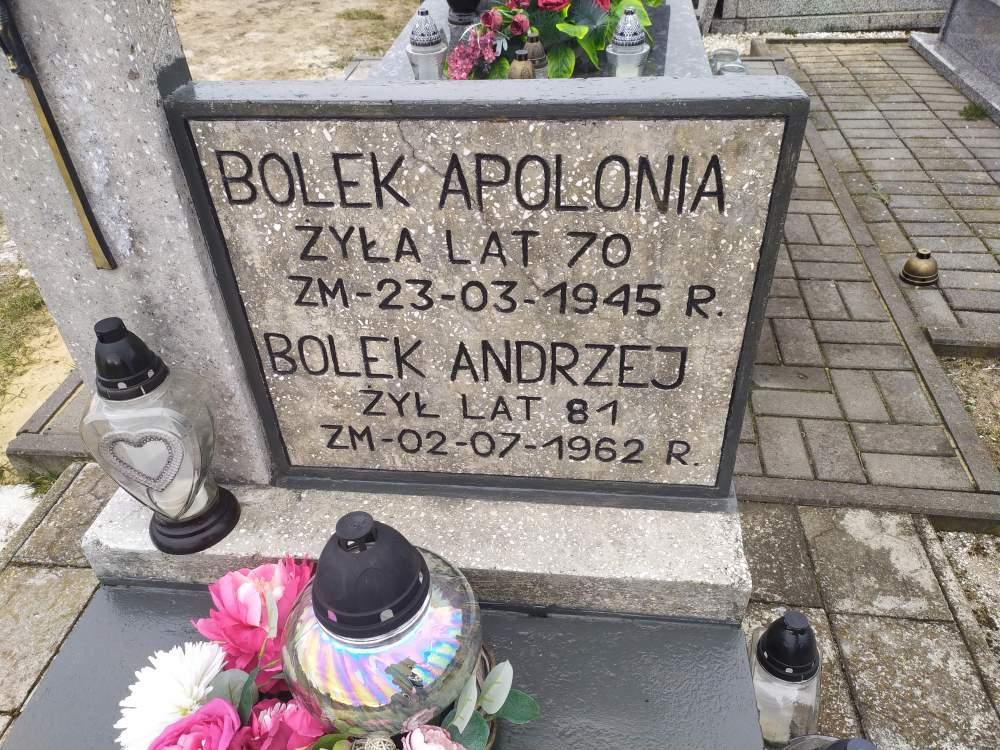 BOLEK APOLONIA
ŻYŁA LAT 70
ZM-23-03-1945 R.
BOLEK ANDRZEJ
ŻYŁ LAT 81
ZM-02-07-1962 R.